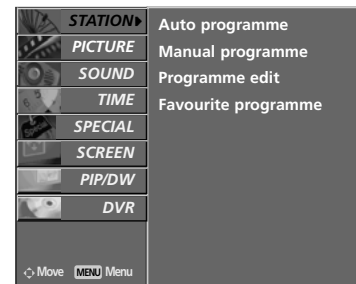 STATION
PICTURE
SOUND
TIME
SPECIAL
SCREEN
PIP/DW
DVR
Move MENU Menu
Auto programme
Manual programme
Programme edit
Favourite programme